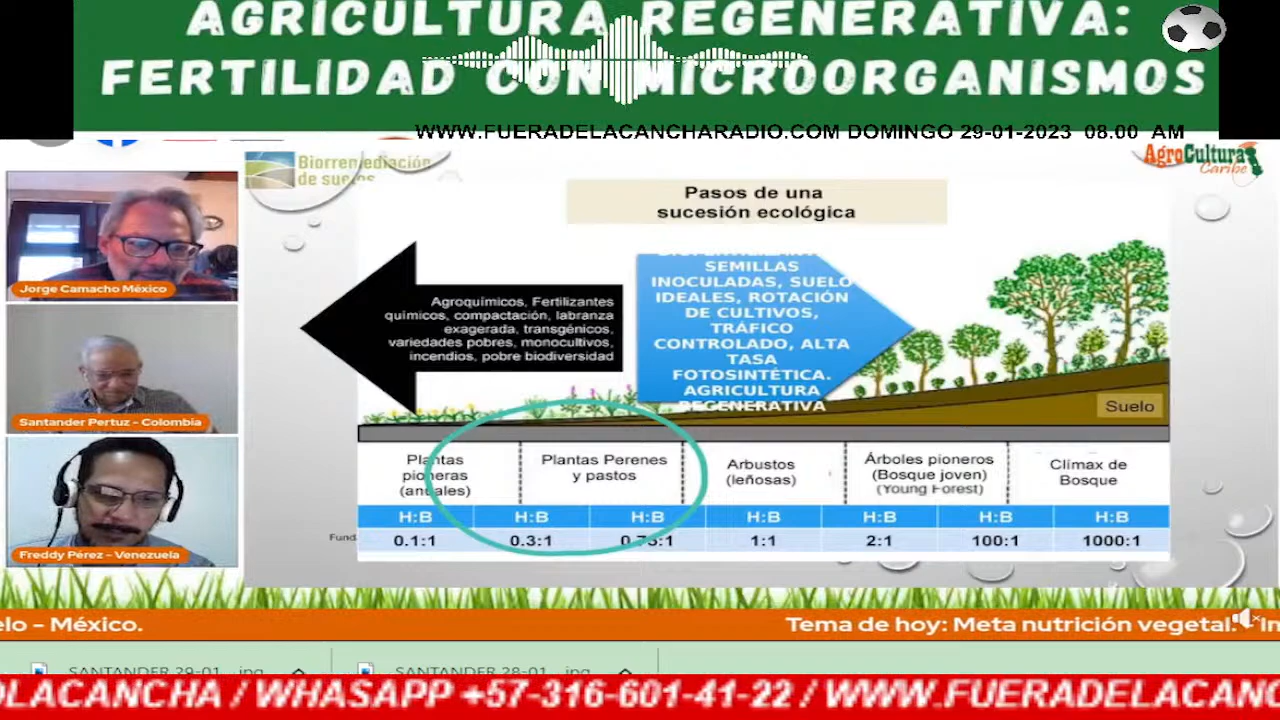 AGRICULTURA REGENERATIVA:
FERTILIDAD CON MICROORGANISMOS
WWW.FUERADELACANCHARADIO.COM DOMINGO 29-01-2023 08.00 AM
Biorremediación
de suelos
AgroCultura
Caribe
Pasos de una
sucesión ecológica
Jorge Camacho México
Santander Pertuz - Colombia
Freddy Pérez - Venezuela
Agroquímicos, Fertilizantes
químicos, compactación, labranza
exagerada, transgénicos,
variedades pobres, monocultivos,
incendios, pobre biodiversidad
SEMILLAS
INOCULADAS, SUELO
IDEALES, ROTACIÓN
DE CULTIVOS,
TRÁFICO
CONTROLADO, ALTA
TASA
FOTOSINTÉTICA.
AGRICULTURA
REGENERATIVA
Suelo
Plantas
pioneras
(anuales)
Plantas Perenes
y pastos
Arbustos
(leñosas)
Árboles pioneros
(Bosque joven)
(Young Forest)
Clímax de
Bosque
H:B H:B H:B H:B H:B H:B H:B
Fund
0.1:1 0.3:1 0.75:1 1:1 2:1 100:1 1000:1
elo - México. Tema de hoy: Meta nutrición vegetal. "In
SANTANDER 29-01 ...jpg SANTANDER 28-01 ...jpg
OLACANCHA / WHASAPP +57-316-601-41-22 / WWW.FUERADELACANC